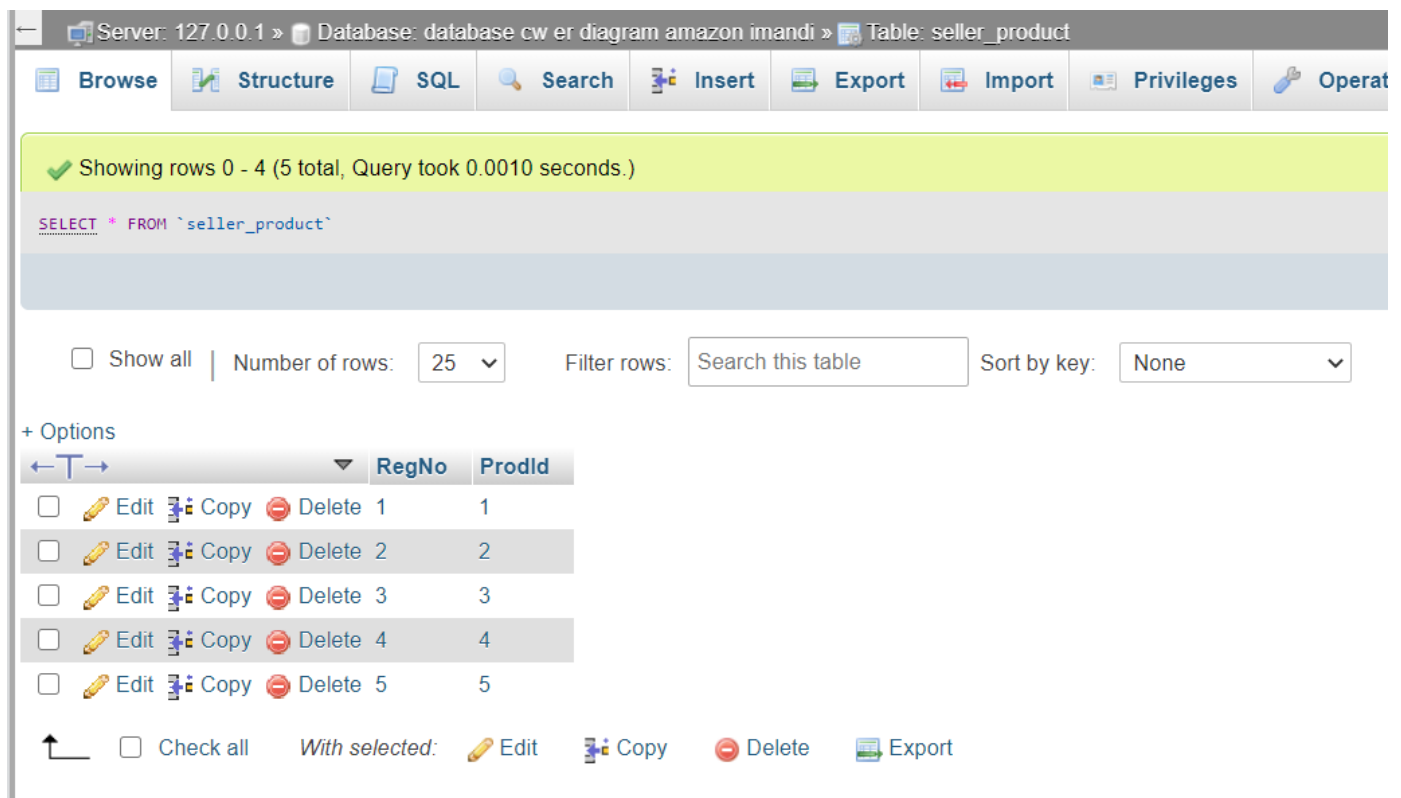 ← Server: 127.0.0.1 » Database: database cw er diagram amazon imandi » Table: seller_product
Browse Structure SQL Search Insert Export Import Privileges Operat
Showing rows 0 - 4 (5 total, Query took 0.0010 seconds.)
SELECT * FROM `seller_product`
Show all | Number of rows: 25 Filter rows: Search this table Sort by key: None
+ Options
←T→ RegNo ProdId
Edit Copy Delete 1 1
Edit Copy Delete 2 2
Edit Copy Delete 3 3
Edit Copy Delete 4 4
Edit Copy Delete 5 5
Check all With selected: Edit Copy Delete Export